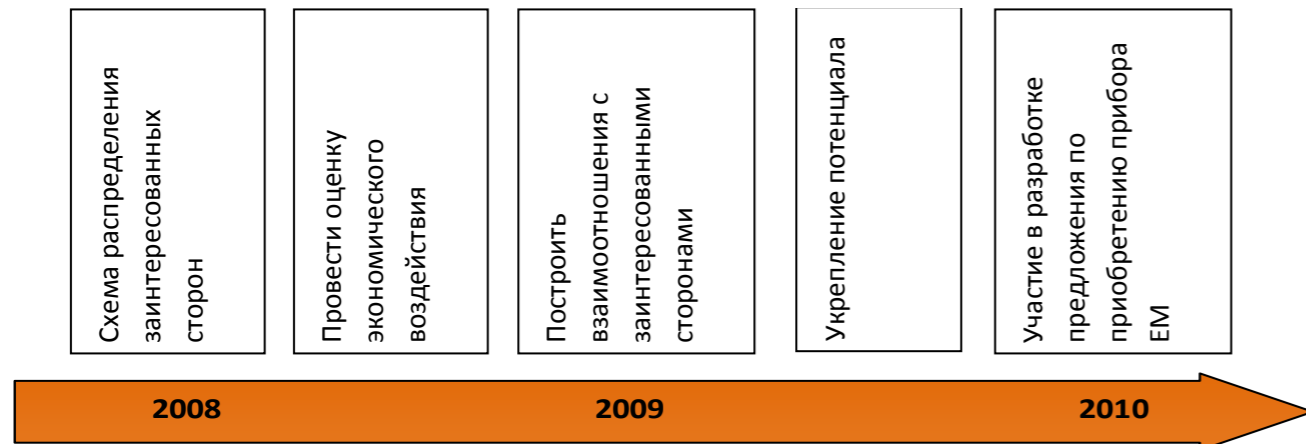 Схема распределения
заинтересованных
сторон
Провести оценку
экономического
воздействия
Построить
взаимоотношения с
заинтересованными
сторонами
Укрепление потенциала
Участие в разработке
предложения по
приобретению прибора
ЕМ
2008
2009
2010